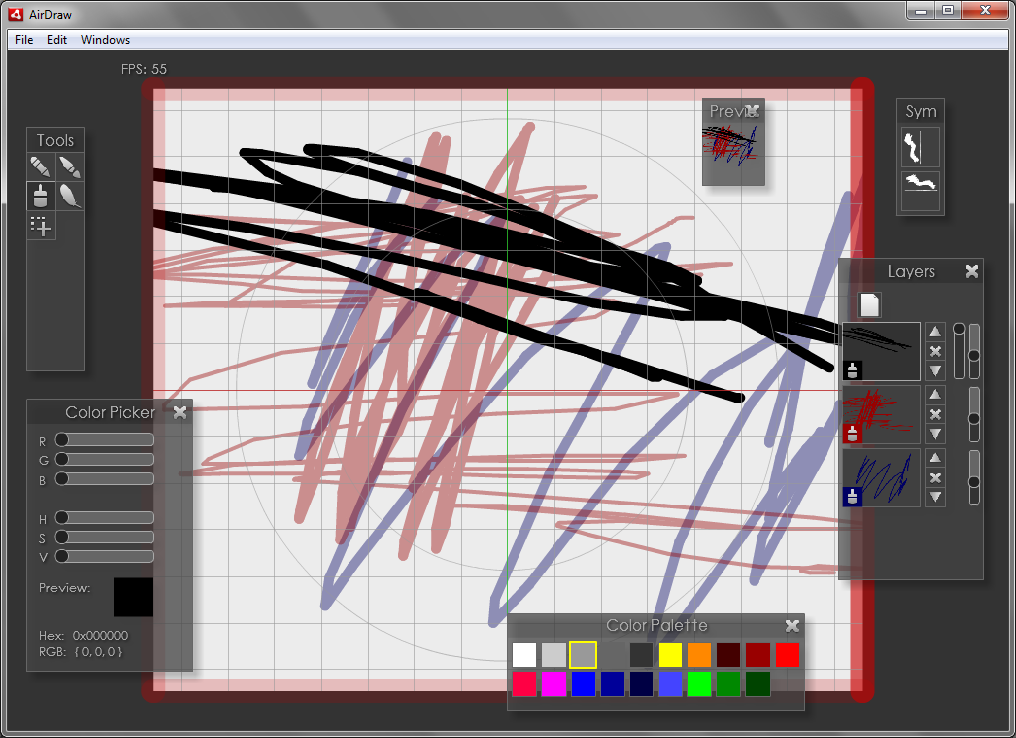 AirDraw
File Edit Windows
FPS: 55
Tools
Previe
Sym
Layers
Color Picker
R
G
B
H
S
V
Preview:
Hex: 0x000000
RGB: { 0, 0, 0 }
Color Palette